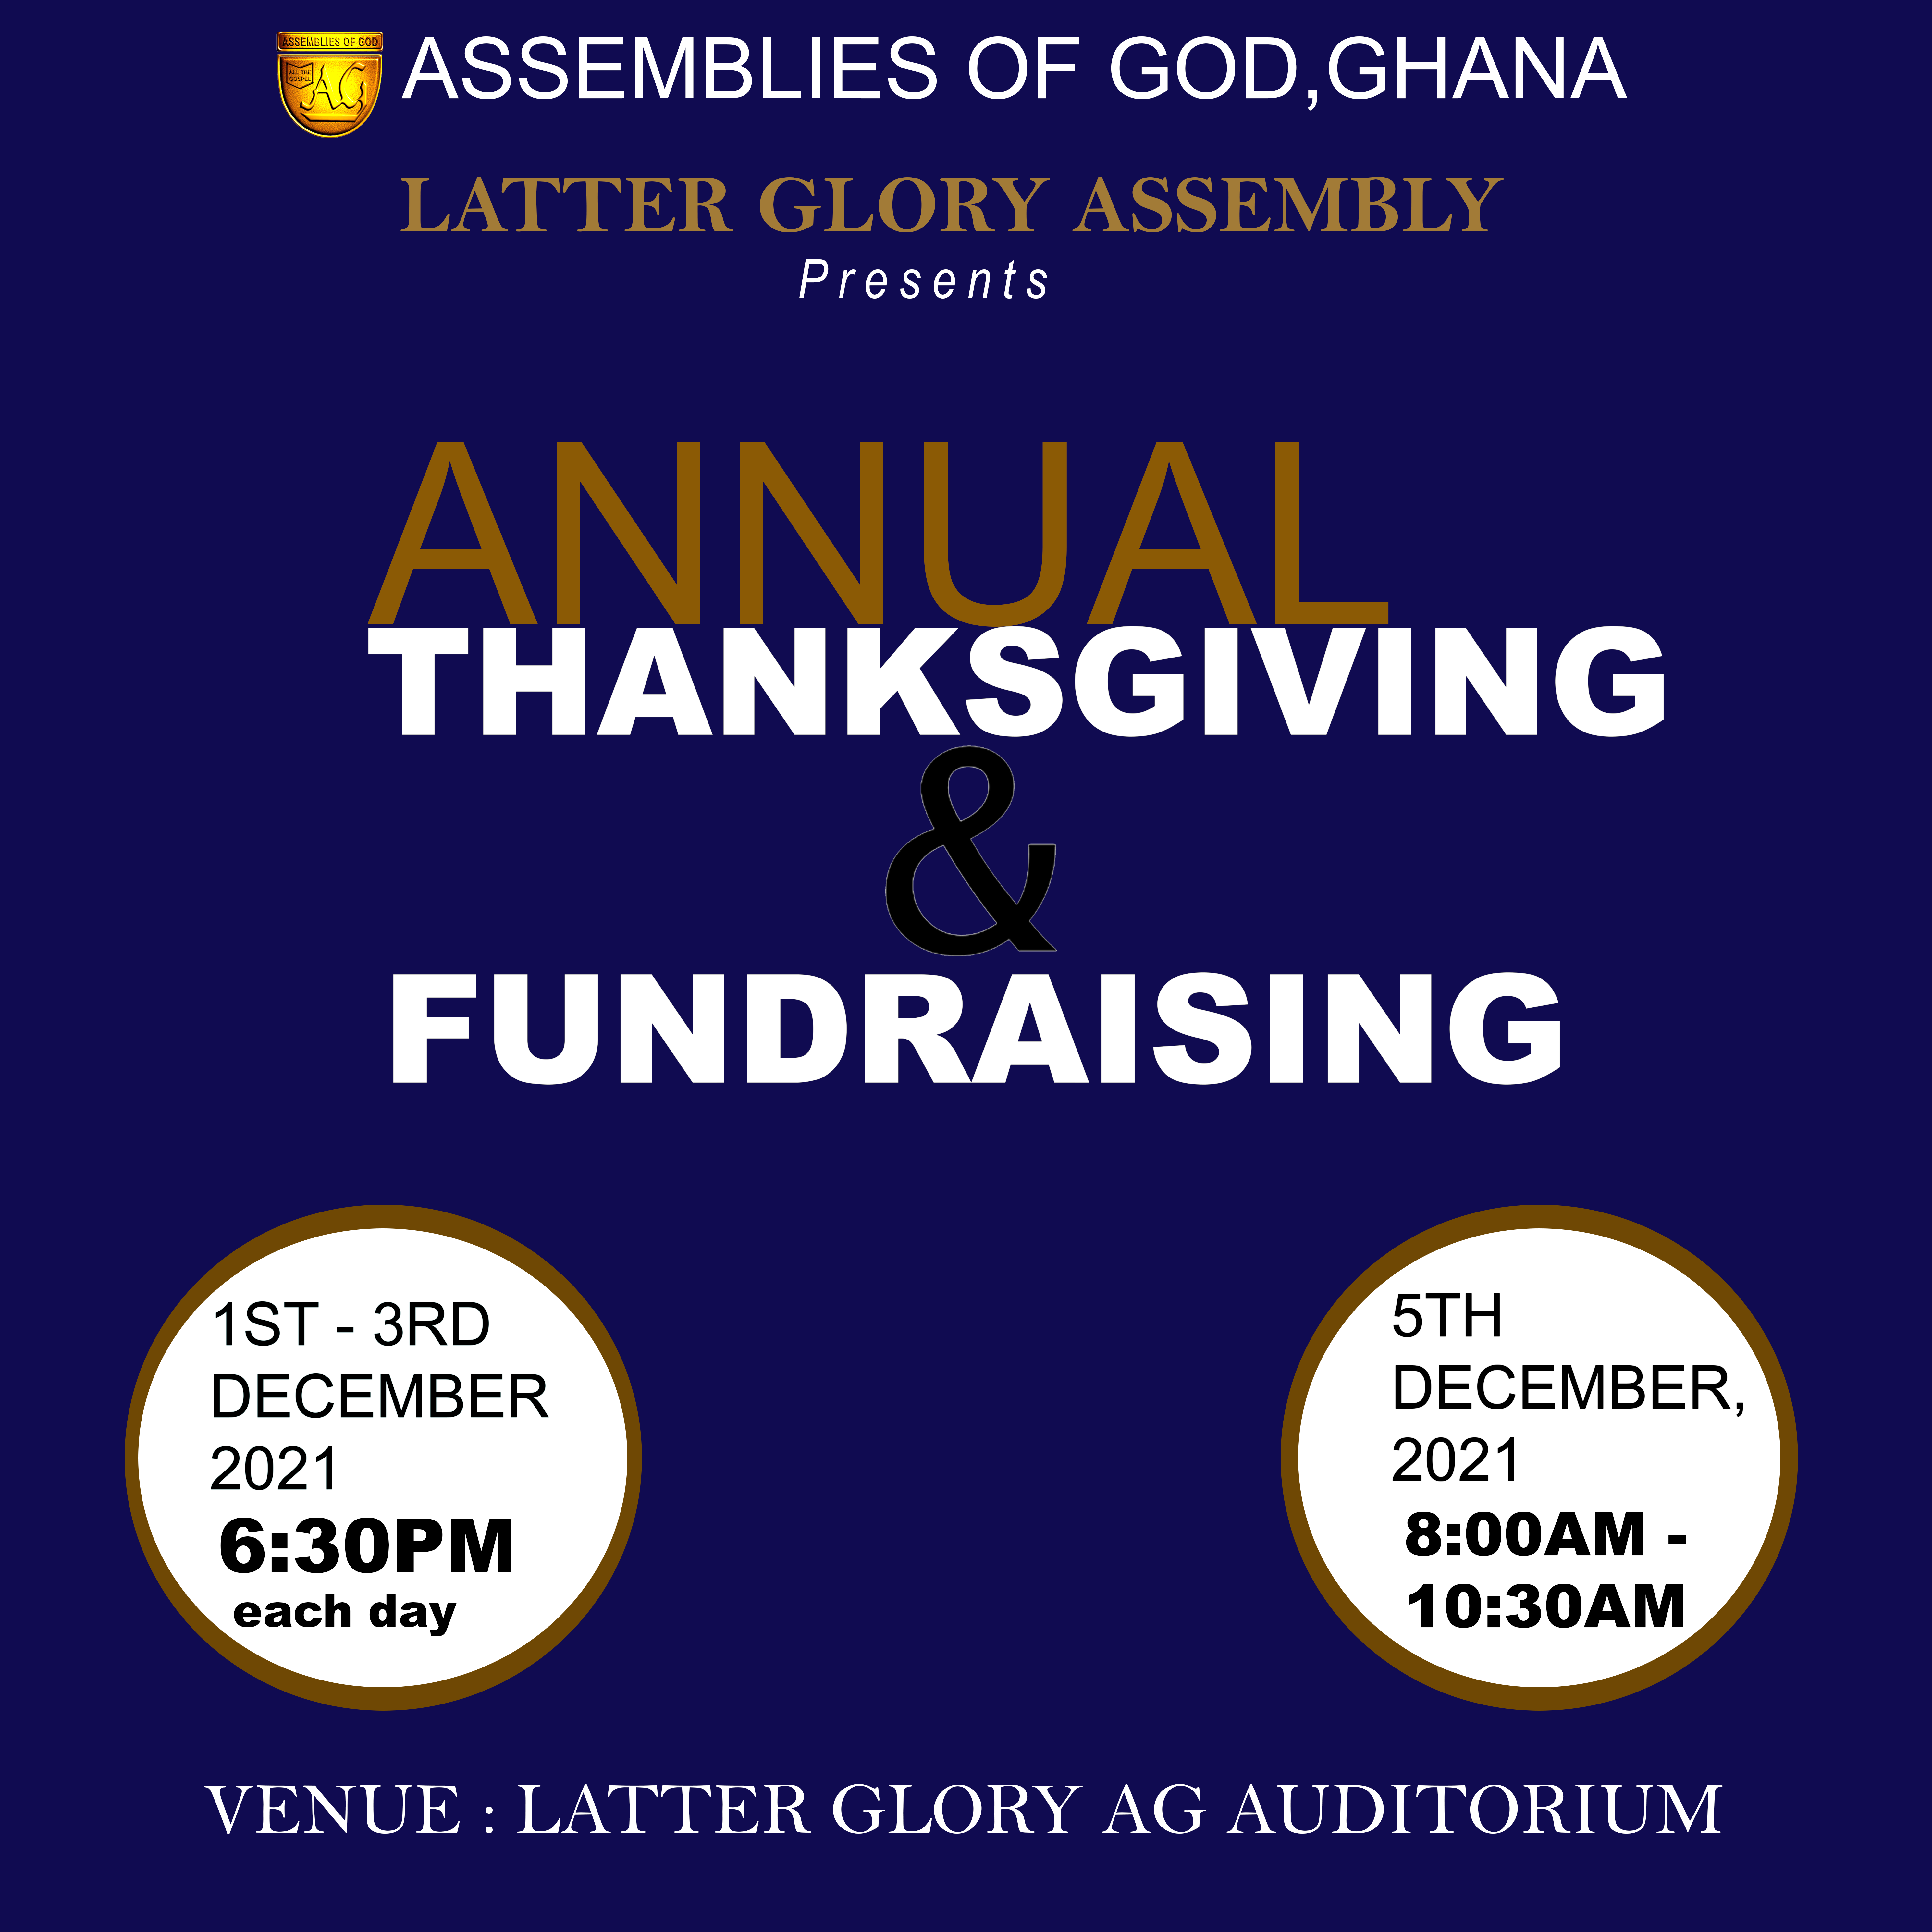 ASSEMBLIES OF GOD
ALL THE
GOSPEL
AG
ASSEMBLIES OF GOD,GHANA
LATTER GLORY ASSEMBLY
Presents
ANNUAL
THANKSGIVING
&
FUNDRAISING
1ST - 3RD
DECEMBER
2021
6:30PM
each day
5TH
DECEMBER,
2021
8:00AM -
10:30AM
VENUE : LATTER GLORY AG AUDITORIUM